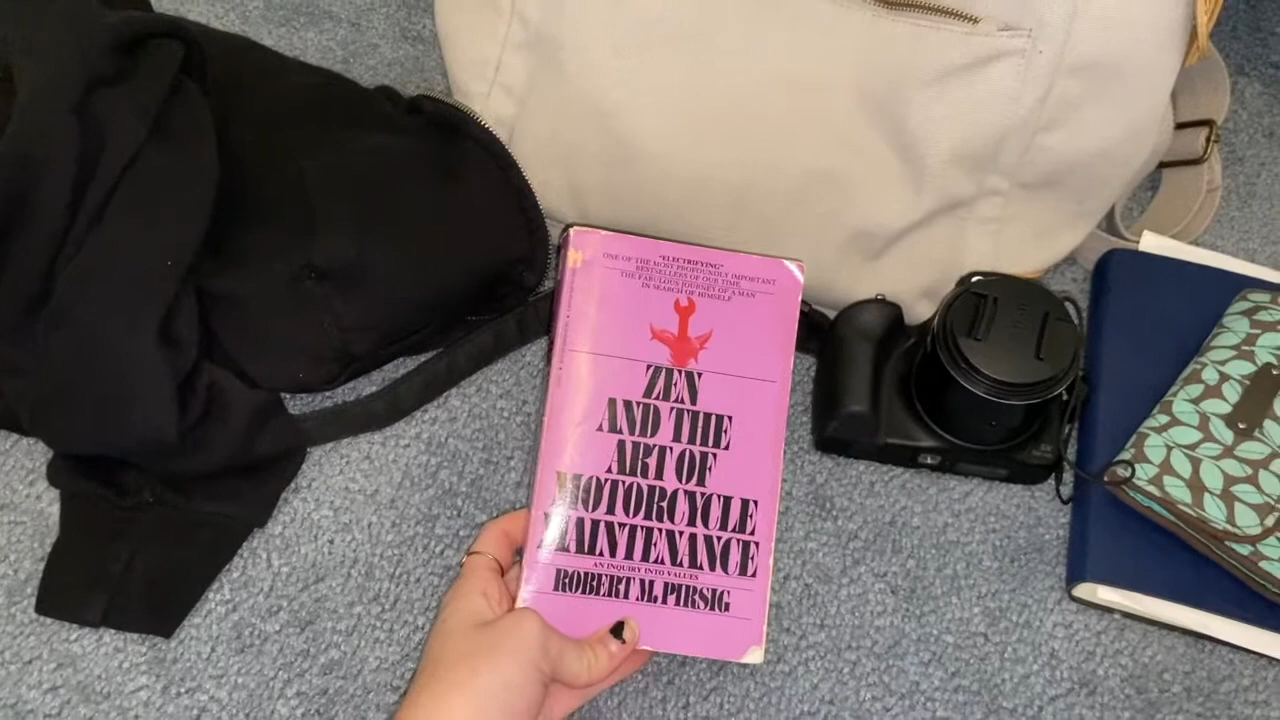 "ELECTRIFYING"
ONE OF THE MOST PROFOUNDLY IMPORTANT
BESTSELLERS OF OUR TIME.
THE FABULOUS JOURNEY OF A MAN
IN SEARCH OF HIMSELF
ZEN
AND THE
ART OF
MOTORCYCLE
MAINTENANCE
AN INQUIRY INTO VALUES
ROBERT M. PIRSIG